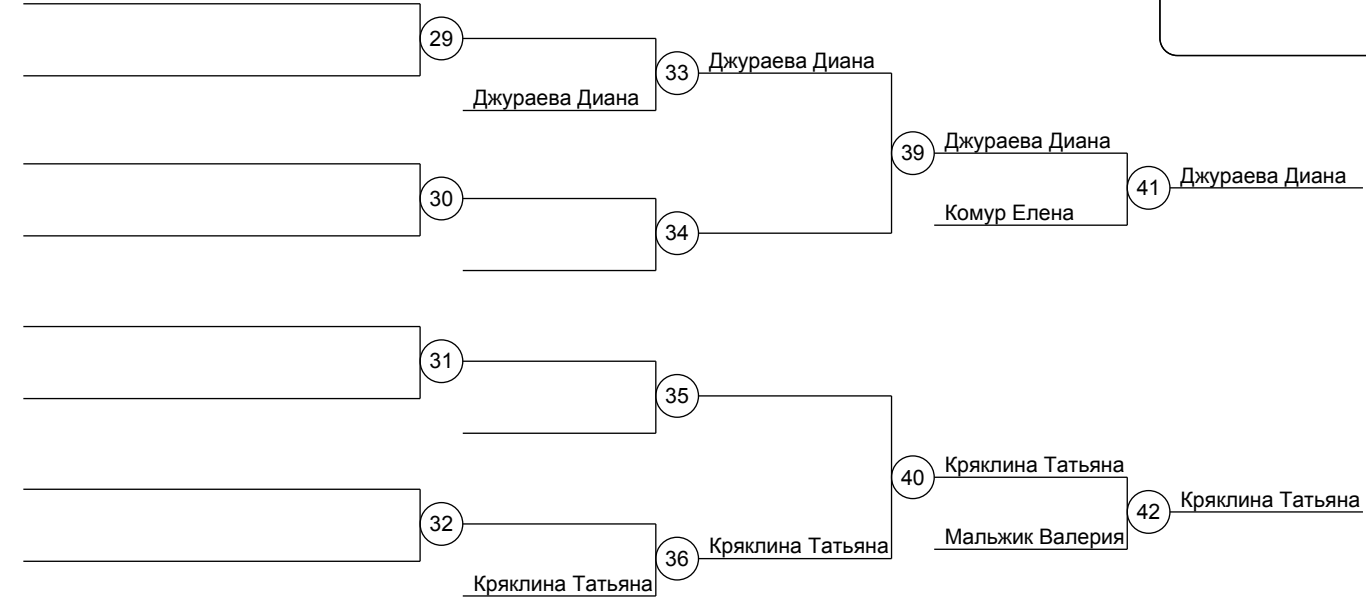 29
33
Джураева Диана
Джураева Диана
39
Джураева Диана
41
Джураева Диана
30
Комур Елена
34
31
35
40
Кряклина Татьяна
42
Кряклина Татьяна
32
Мальжик Валерия
36
Кряклина Татьяна
Кряклина Татьяна